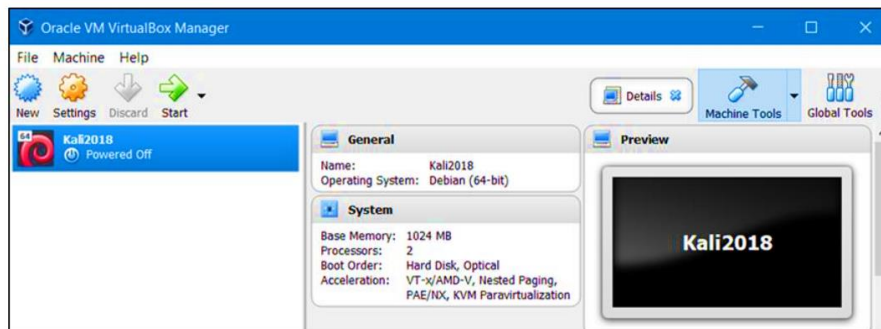 Oracle VM VirtualBox Manager
File Machine Help
New Settings Discard Start
Details
Machine Tools
Global Tools
64
Kali2018
Powered Off
General
Name: Kali2018
Operating System: Debian (64-bit)
System
Base Memory: 1024 MB
Processors: 2
Boot Order: Hard Disk, Optical
Acceleration: VT-x/AMD-V, Nested Paging,
PAE/NX, KVM Paravirtualization
Preview
Kali2018